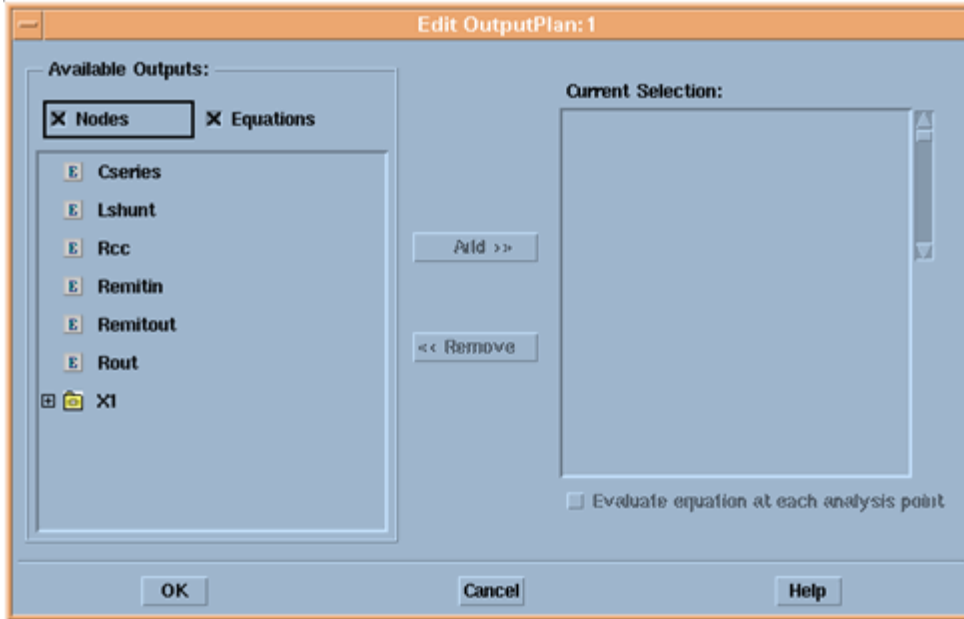 Edit OutputPlan:1
Available Outputs:
Nodes
Equations
Current Selection:
E Cseries
E Lshunt
E Rcc
E Remitin
E Remitout
E Rout
X1
Add >>
<< Remove
Evaluate equation at each analysis point
OK
Cancel
Help